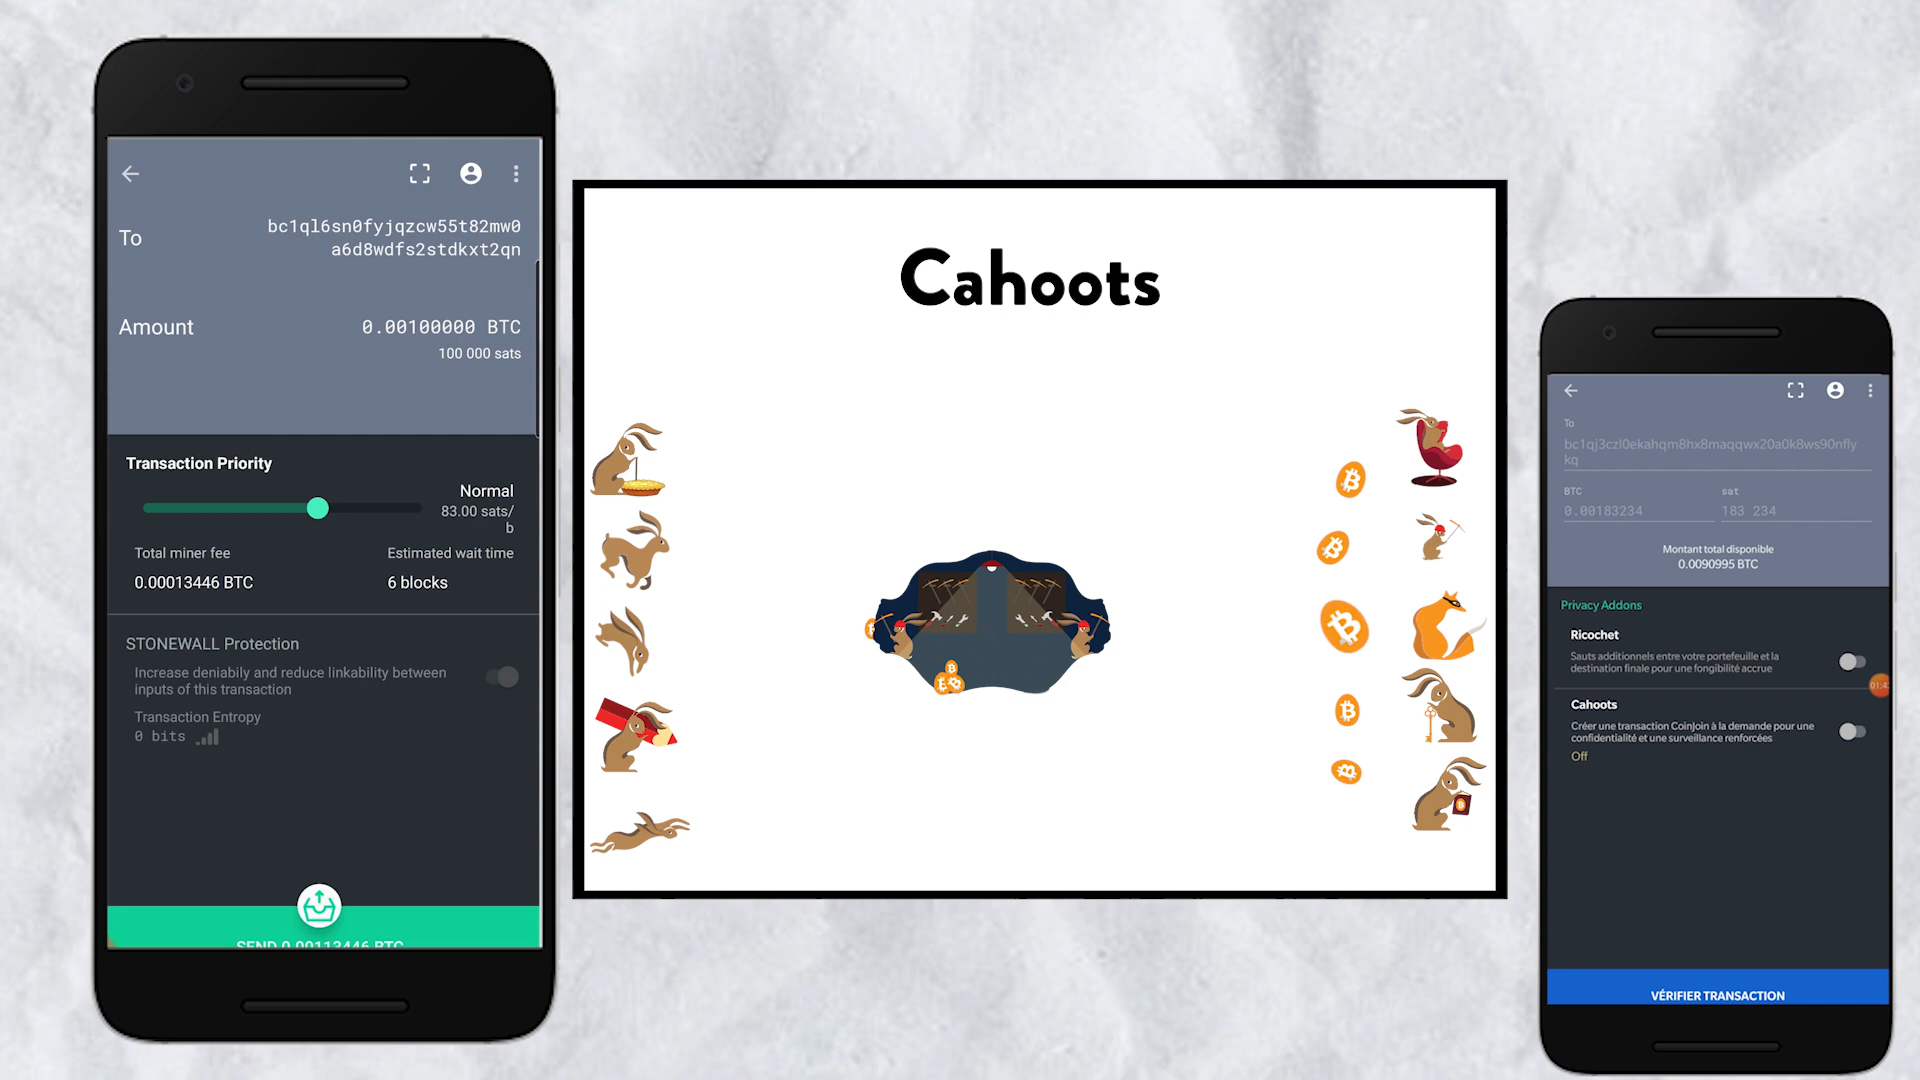 To
bc1ql6sn0fyjqzcw55t82mw0
a6d8wdfs2stdkxt2qn
Amount
0.00100000 BTC
100 000 sats
Transaction Priority
Normal
83.00 sats/
b
Total miner fee
Estimated wait time
0.00013446 BTC
6 blocks
STONEWALL Protection
Increase deniabily and reduce linkability between
inputs of this transaction
Transaction Entropy
0 bits
SEND 0.00113446 BTC
Cahoots
To
bc1qj3czl0ekahqm8hx8maqqwx20a0k8ws90nfly
kq
BTC
sat
0.00183234
183 234
Montant total disponible
0.0090995 BTC
Privacy Addons
Ricochet
Sauts additionnels entre votre portefeuille et la
destination finale pour une fongibilité accrue
Cahoots
Créer une transaction CoinJoin à la demande pour une
confidentialité et une surveillance renforcées
Off
VÉRIFIER TRANSACTION